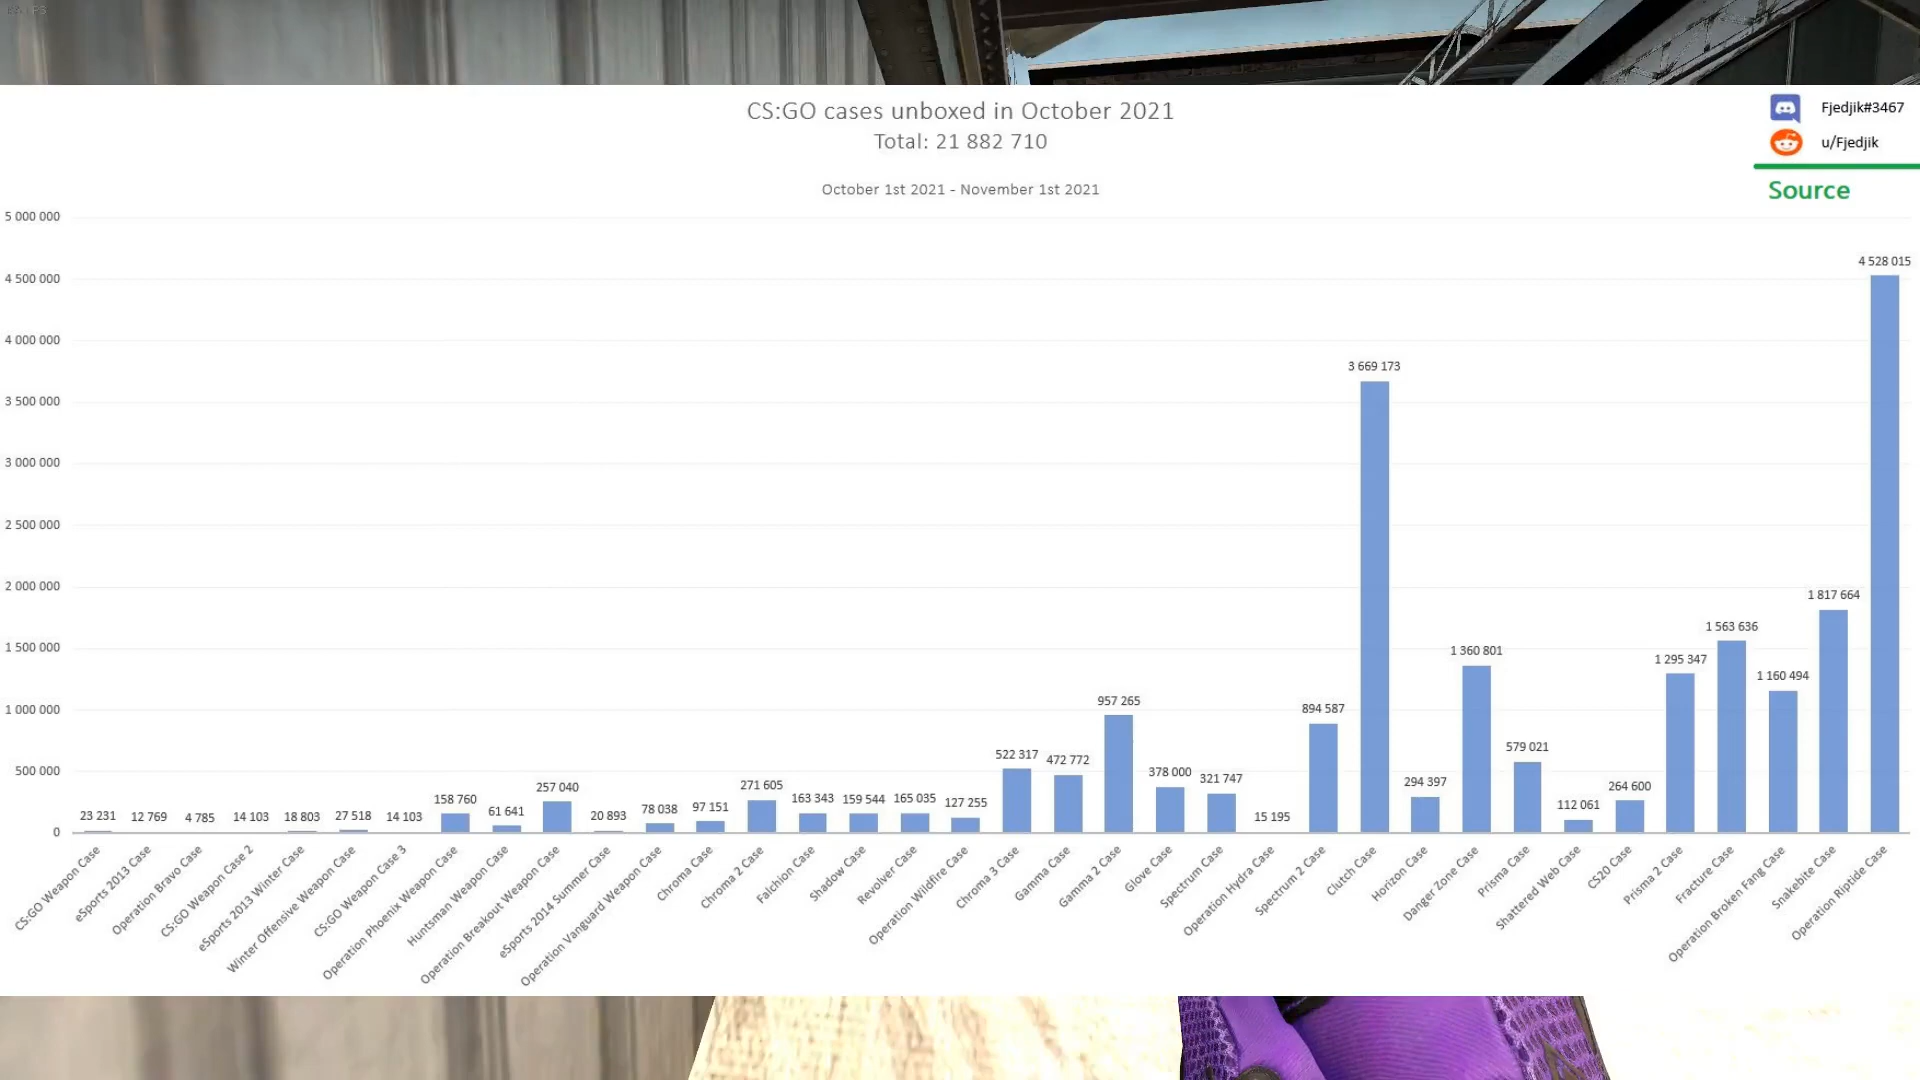 CS:GO cases unboxed in October 2021
Total: 21 882 710
October 1st 2021 - November 1st 2021
Fjedjik#3467
u/Fjedjik
Source
5 000 000
4 500 000
4 000 000
3 500 000
3 000 000
2 500 000
2 000 000
1 500 000
1 000 000
500 000
0
23 231
12 769
4 785
14 103
18 803
27 518
14 103
158 760
61 641
257 040
20 893
78 038
97 151
271 605
163 343
159 544
165 035
127 255
522 317
472 772
957 265
378 000
321 747
15 195
894 587
3 669 173
294 397
1 360 801
579 021
112 061
264 600
1 295 347
1 563 636
1 160 494
1 817 664
4 528 015
CS:GO Weapon Case
eSports 2013 Case
Operation Bravo Case
CS:GO Weapon Case 2
eSports 2013 Winter Case
Winter Offensive Weapon Case
CS:GO Weapon Case 3
Operation Phoenix Weapon Case
Huntsman Weapon Case
Operation Breakout Weapon Case
eSports 2014 Summer Case
Operation Vanguard Weapon Case
Chroma Case
Chroma 2 Case
Falchion Case
Shadow Case
Revolver Case
Operation Wildfire Case
Chroma 3 Case
Gamma Case
Gamma 2 Case
Glove Case
Spectrum Case
Operation Hydra Case
Spectrum 2 Case
Clutch Case
Horizon Case
Danger Zone Case
Prisma Case
Shattered Web Case
CS20 Case
Prisma 2 Case
Fracture Case
Operation Broken Fang Case
Snakebite Case
Operation Riptide Case